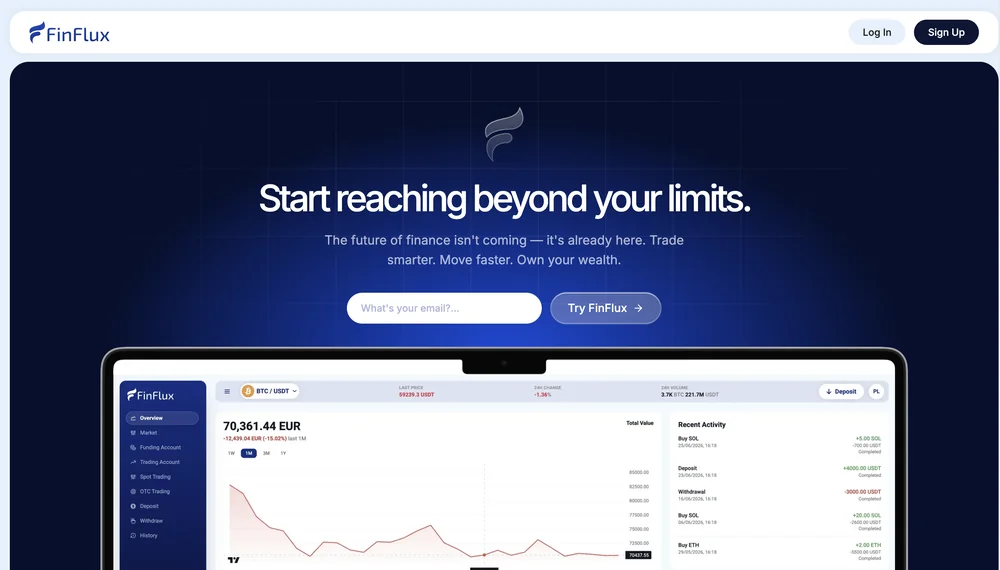 FinFlux
Log In
Sign Up
Start reaching beyond your limits.
The future of finance isn't coming — it's already here. Trade
smarter. Move faster. Own your wealth.
What's your email?...
Try FinFlux →
FinFlux
Overview
Market
Funding Account
Trading Account
Spot Trading
OTC Trading
Deposit
Withdraw
History
BTC / USDT
LAST PRICE
59239.3 USDT
24H CHANGE
-1.36%
24H VOLUME
3.7K BTC 221.7M USDT
Deposit
PL
70,361.44 EUR
-12,439.04 EUR (-15.02%) last 1M
Total Value
1W 1M 3M 1Y
85000.00
82500.00
80000.00
77500.00
75000.00
72500.00
70437.55
Recent Activity
Buy SOL
25/06/2026, 16:18
+5.00 SOL
-700.00 USDT
Completed
Deposit
23/06/2026, 16:18
+4000.00 USDT
Completed
Withdrawal
16/06/2026, 16:18
-3000.00 USDT
Completed
Buy SOL
06/06/2026, 16:18
+20.00 SOL
-2600.00 USDT
Completed
Buy ETH
29/05/2026, 16:18
+2.00 ETH
-5500.00 USDT
Completed